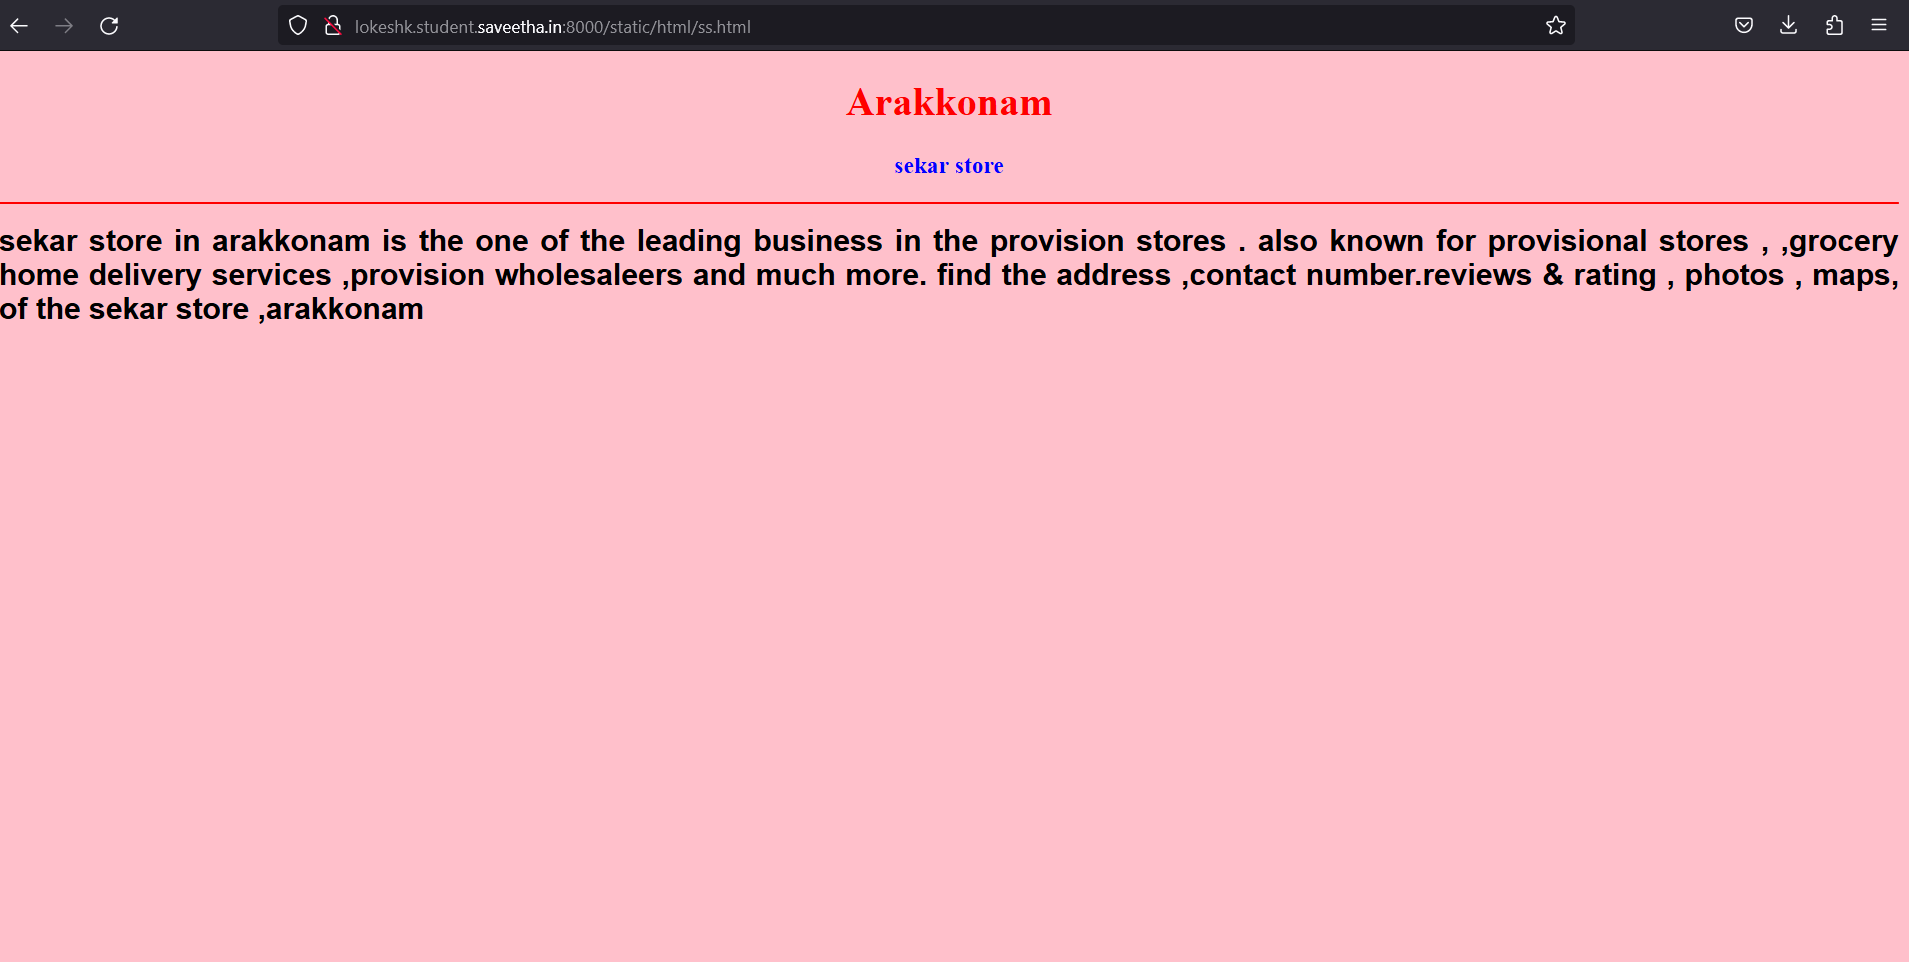 lokeshk.student.saveetha.in:8000/static/html/ss.html
Arakkonam
sekar store
sekar store in arakkonam is the one of the leading business in the provision stores . also known for provisional stores , ,grocery
home delivery services ,provision wholesaleers and much more. find the address ,contact number.reviews & rating , photos , maps,
of the sekar store ,arakkonam